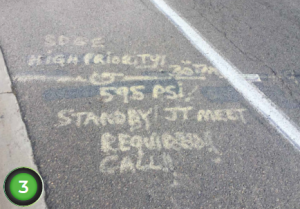 SDGE
HIGH PRIORITY!
595 PSI!
STANDBY/JT MEET
REQUIRED!
CALL!
3